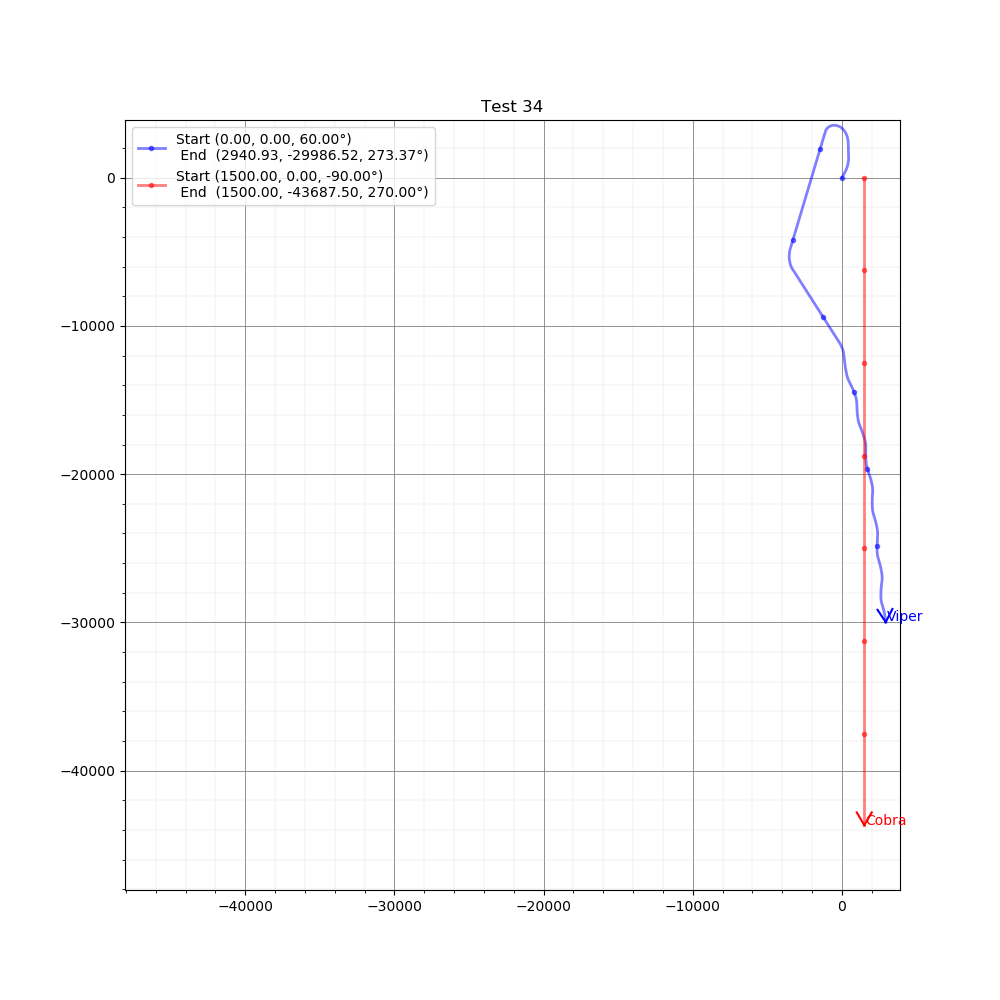 Test 34
Start (0.00, 0.00, 60.00°)
End  (2940.93, -29986.52, 273.37°)
Start (1500.00, 0.00, -90.00°)
End  (1500.00, -43687.50, 270.00°)
0
−10000
−20000
−30000
−40000
Viper
Cobra
−40000
−30000
−20000
−10000
0